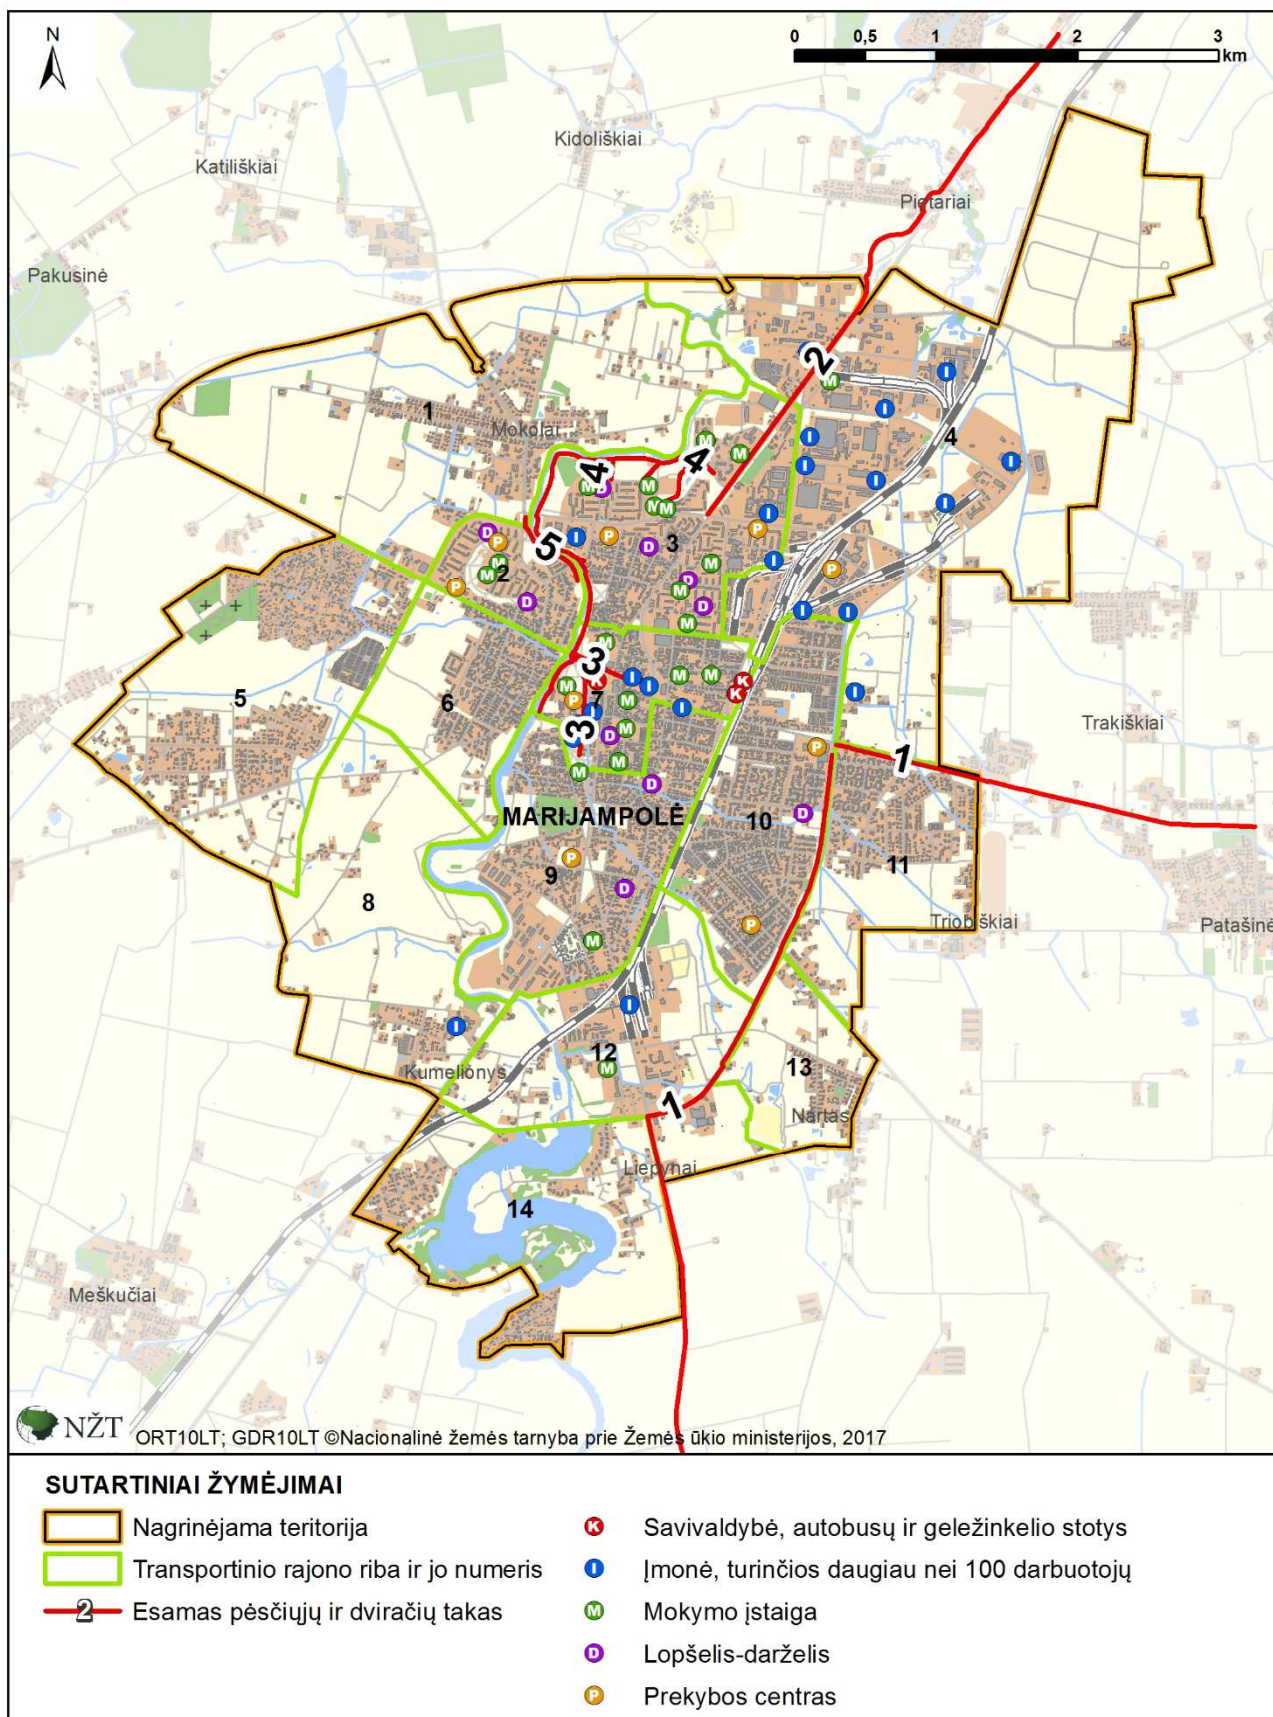 N
0 0,5 1 2 3
km
Kidoliškiai
Katiliškiai
Pietariai
Pakusinė
2
1
4
Mokolai
4
4
3
5
2
3
5
6
7
Trakiškiai
3
1
MARIJAMPOLĖ
10
11
9
8
Triobiškiai
Patašinė
12
13
Kumelionys
1
Nartas
Liepynai
14
Meškučiai
NŽT
ORT10LT; GDR10LT ©Nacionalinė žemės tarnyba prie Žemės ūkio ministerijos, 2017
SUTARTINIAI ŽYMĖJIMAI
Nagrinėjama teritorija
Transportinio rajono riba ir jo numeris
2 Esamas pėsčiųjų ir dviračių takas
K Savivaldybė, autobusų ir geležinkelio stotys
I Įmonė, turinčios daugiau nei 100 darbuotojų
M Mokymo įstaiga
D Lopšelis-darželis
P Prekybos centras